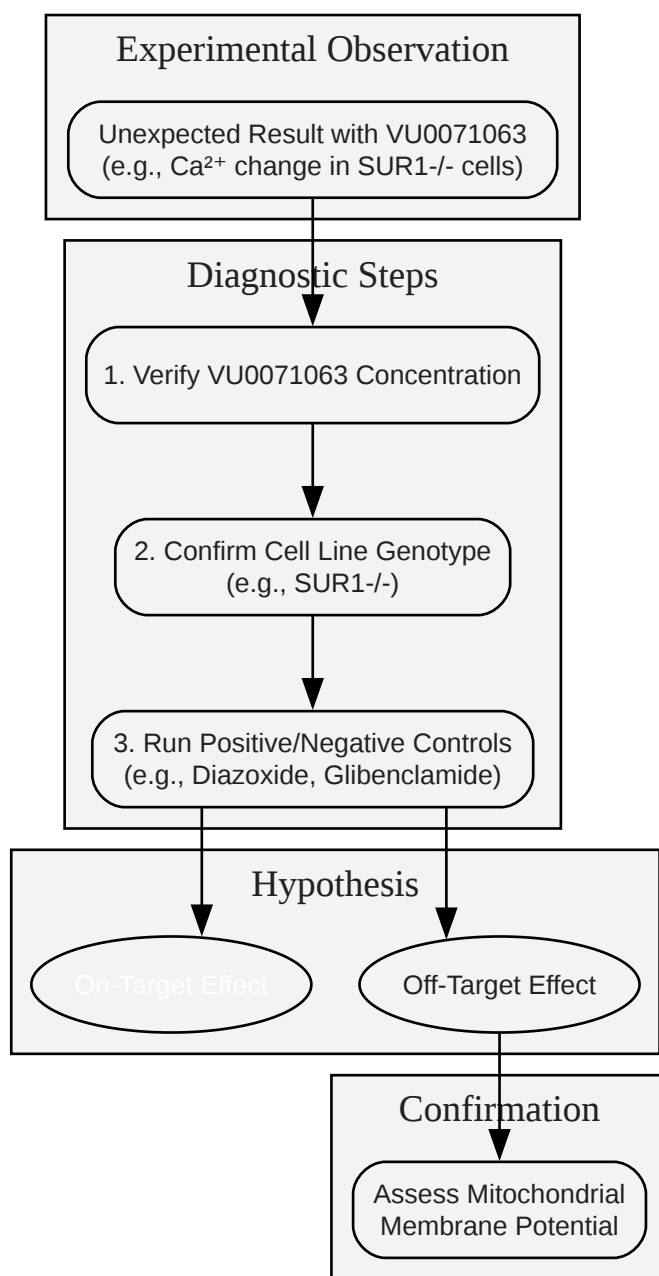 Experimental Observation
Unexpected Result with VU0071063
(e.g., Ca²⁺ change in SUR1-/- cells)
Diagnostic Steps
1. Verify VU0071063 Concentration
2. Confirm Cell Line Genotype
(e.g., SUR1-/-)
3. Run Positive/Negative Controls
(e.g., Diazoxide, Glibenclamide)
Hypothesis
On-Target Effect
Off-Target Effect
Confirmation
Assess Mitochondrial
Membrane Potential